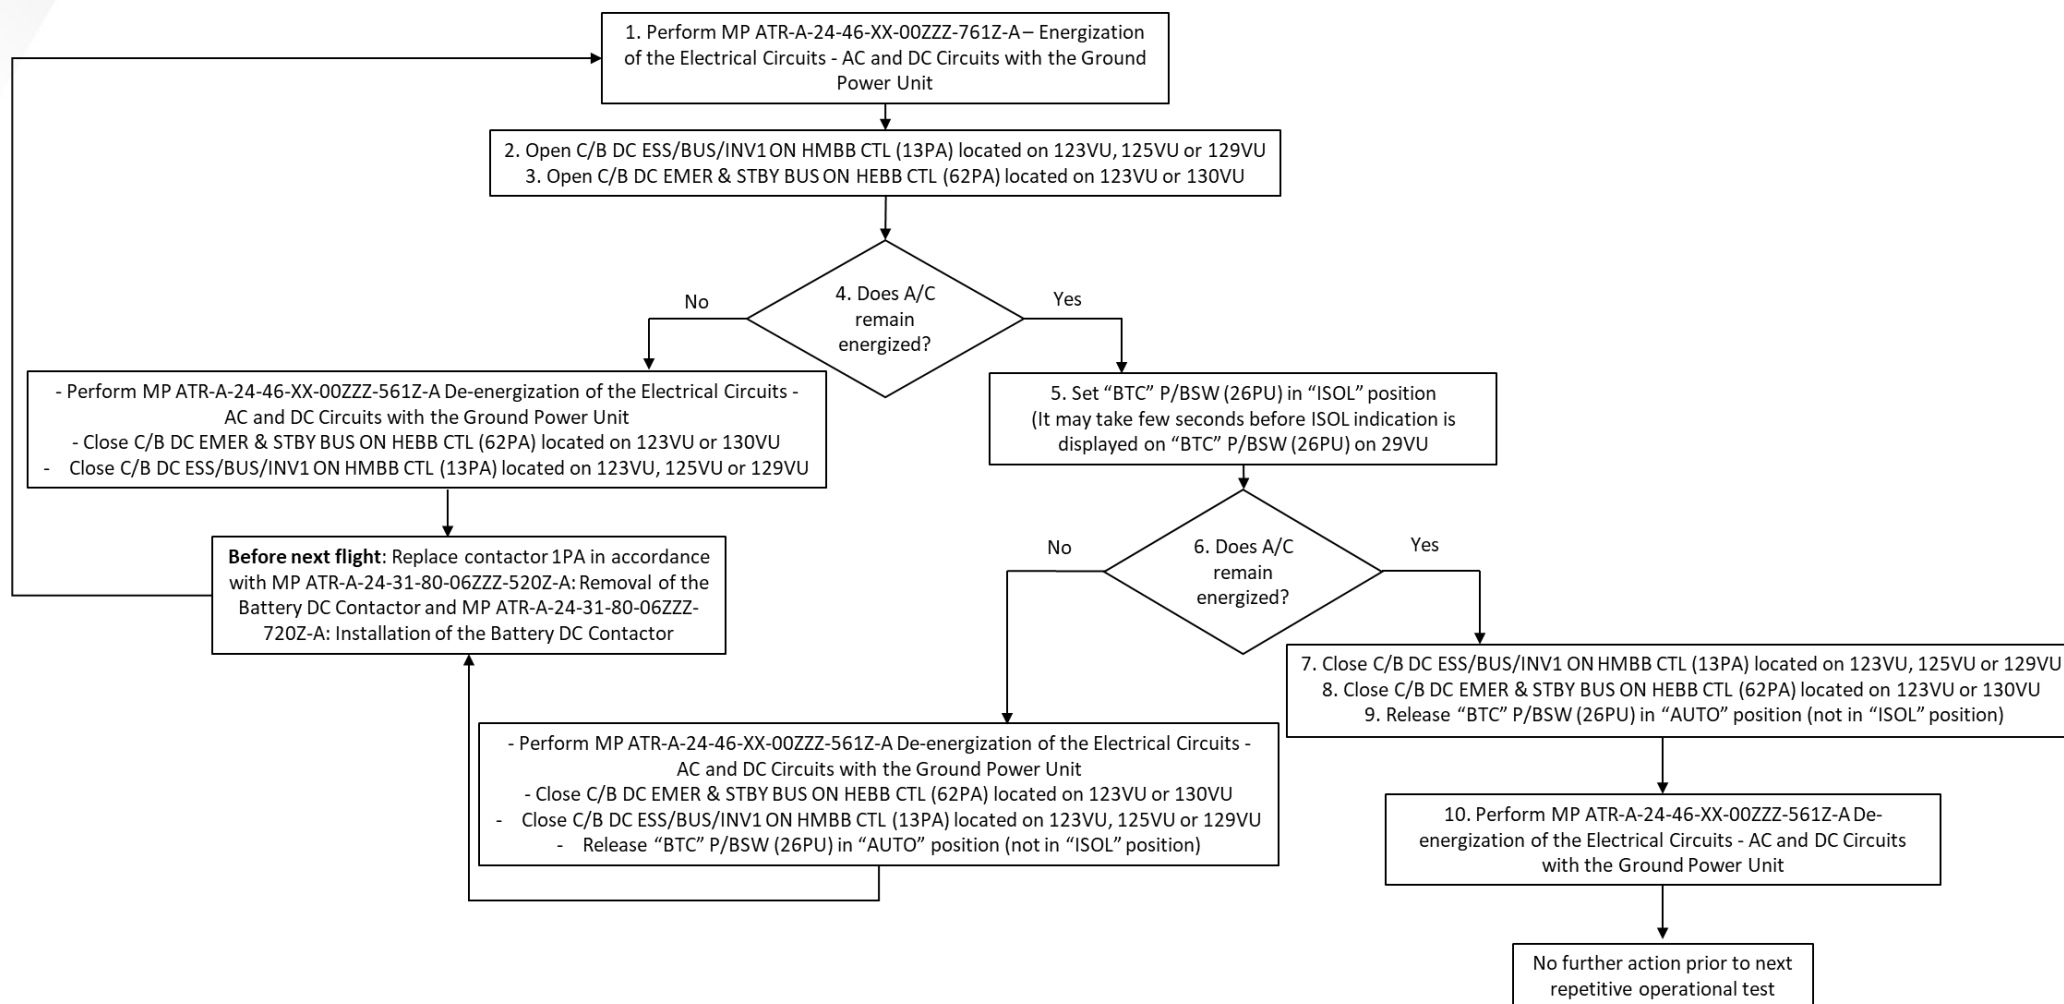 1. Perform MP ATR-A-24-46-XX-00ZZZ-761Z-A – Energization
of the Electrical Circuits - AC and DC Circuits with the Ground
Power Unit
2. Open C/B DC ESS/BUS/INV1 ON HMBB CTL (13PA) located on 123VU, 125VU or 129VU
3. Open C/B DC EMER & STBY BUS ON HEBB CTL (62PA) located on 123VU or 130VU
4. Does A/C
remain
energized?
No
Yes
- Perform MP ATR-A-24-46-XX-00ZZZ-561Z-A De-energization of the Electrical Circuits -
AC and DC Circuits with the Ground Power Unit
- Close C/B DC EMER & STBY BUS ON HEBB CTL (62PA) located on 123VU or 130VU
- Close C/B DC ESS/BUS/INV1 ON HMBB CTL (13PA) located on 123VU, 125VU or 129VU
5. Set “BTC” P/BSW (26PU) in “ISOL” position
(It may take few seconds before ISOL indication is
displayed on “BTC” P/BSW (26PU) on 29VU
Before next flight: Replace contactor 1PA in accordance
with MP ATR-A-24-31-80-06ZZZ-520Z-A: Removal of the
Battery DC Contactor and MP ATR-A-24-31-80-06ZZZ-
720Z-A: Installation of the Battery DC Contactor
6. Does A/C
remain
energized?
No
Yes
- Perform MP ATR-A-24-46-XX-00ZZZ-561Z-A De-energization of the Electrical Circuits -
AC and DC Circuits with the Ground Power Unit
- Close C/B DC EMER & STBY BUS ON HEBB CTL (62PA) located on 123VU or 130VU
- Close C/B DC ESS/BUS/INV1 ON HMBB CTL (13PA) located on 123VU, 125VU or 129VU
- Release “BTC” P/BSW (26PU) in “AUTO” position (not in “ISOL” position)
7. Close C/B DC ESS/BUS/INV1 ON HMBB CTL (13PA) located on 123VU, 125VU or 129VU
8. Close C/B DC EMER & STBY BUS ON HEBB CTL (62PA) located on 123VU or 130VU
9. Release “BTC” P/BSW (26PU) in “AUTO” position (not in “ISOL” position)
10. Perform MP ATR-A-24-46-XX-00ZZZ-561Z-A De-
energization of the Electrical Circuits - AC and DC Circuits
with the Ground Power Unit
No further action prior to next
repetitive operational test